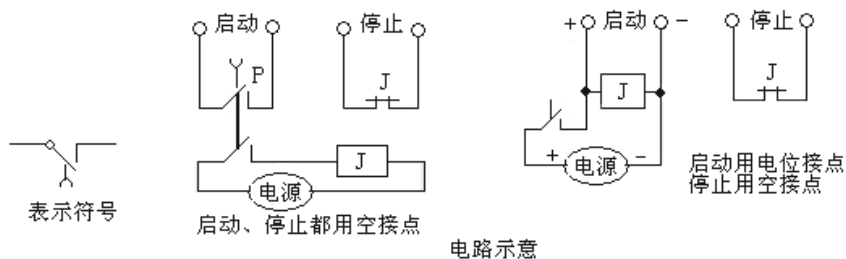 启动
停止
P
J
J
电源
启动、停止都用空接点
表示符号
+ 启动 -
停止
J
J
+ 电源 -
启动用电位接点
停止用空接点
电路示意